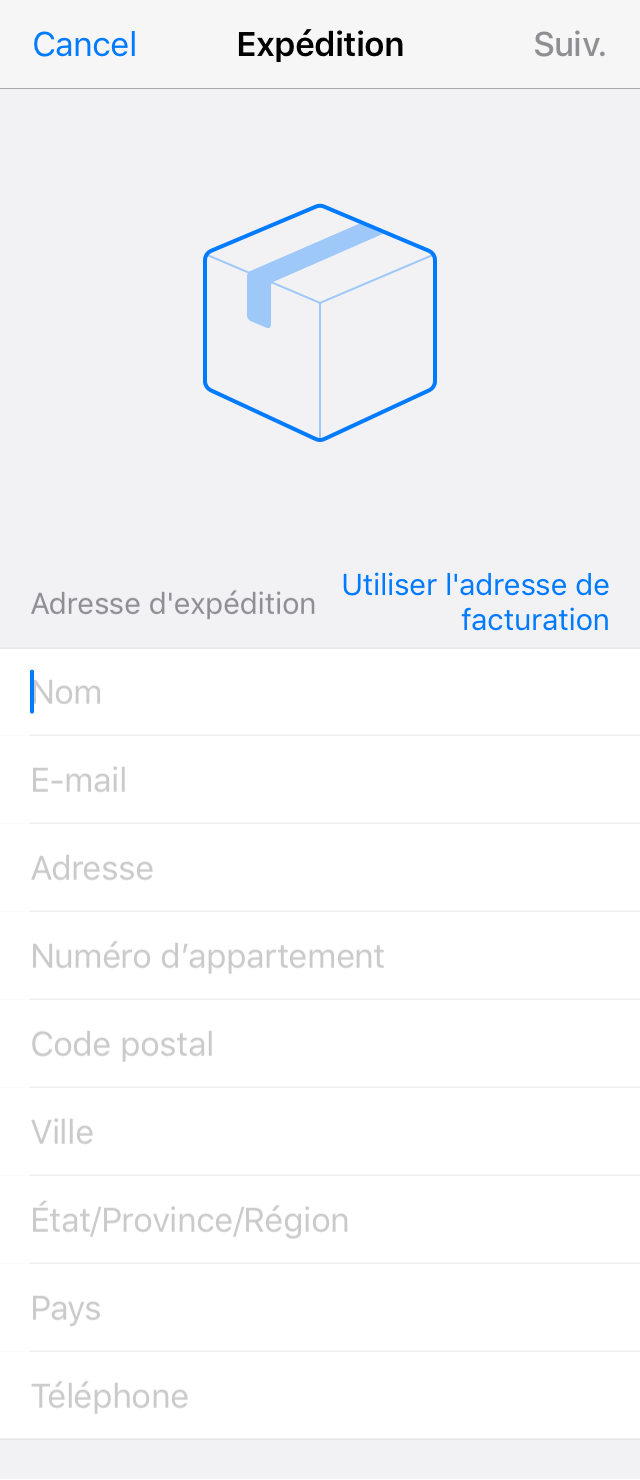 Cancel Expédition Suiv.
Adresse d'expédition
Utiliser l'adresse de
facturation
Nom
E-mail
Adresse
Numéro d’appartement
Code postal
Ville
État/Province/Région
Pays
Téléphone